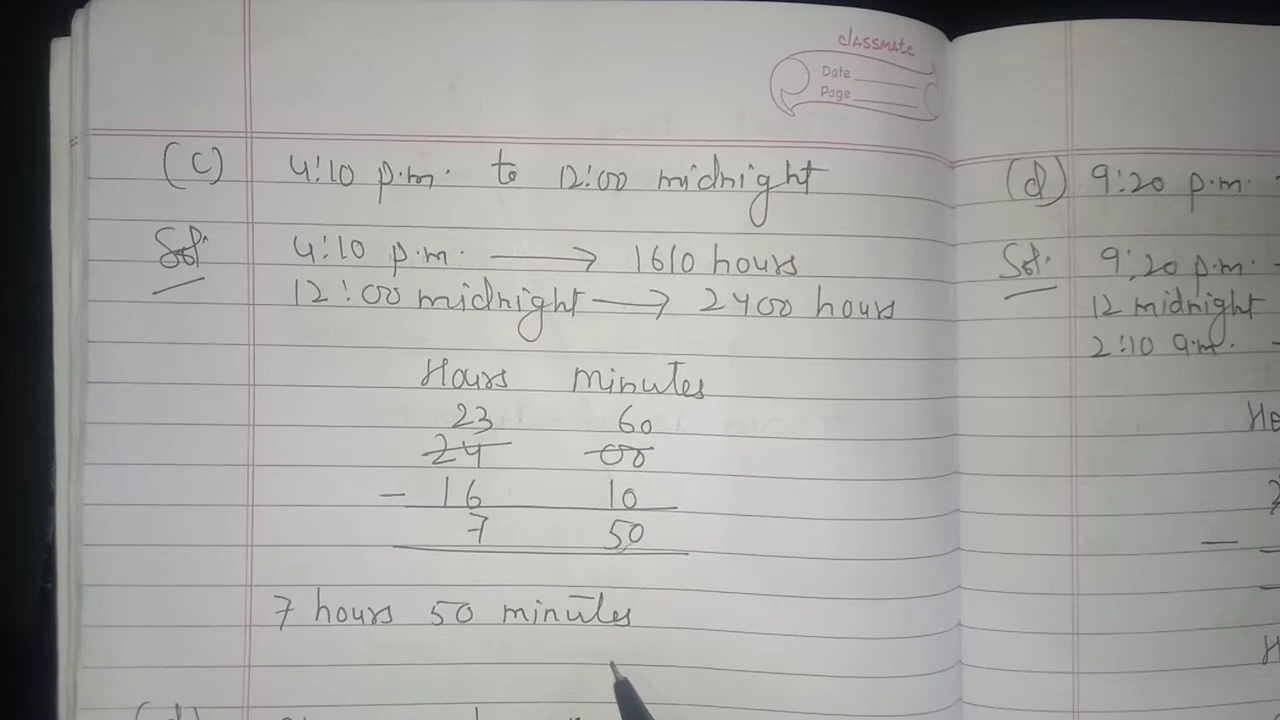 classmate
Date
Page
(c) 4:10 p.m. to 12:00 midnight
Sol. 4:10 p.m. → 1610 hours
12:00 midnight → 2400 hours
Hours minutes
23 60
24 00
- 16 10
7 50
7 hours 50 minutes
(d) 9:20 p.m.
Sol. 9:20 p.m.
12 midnight
2:10 a.m.